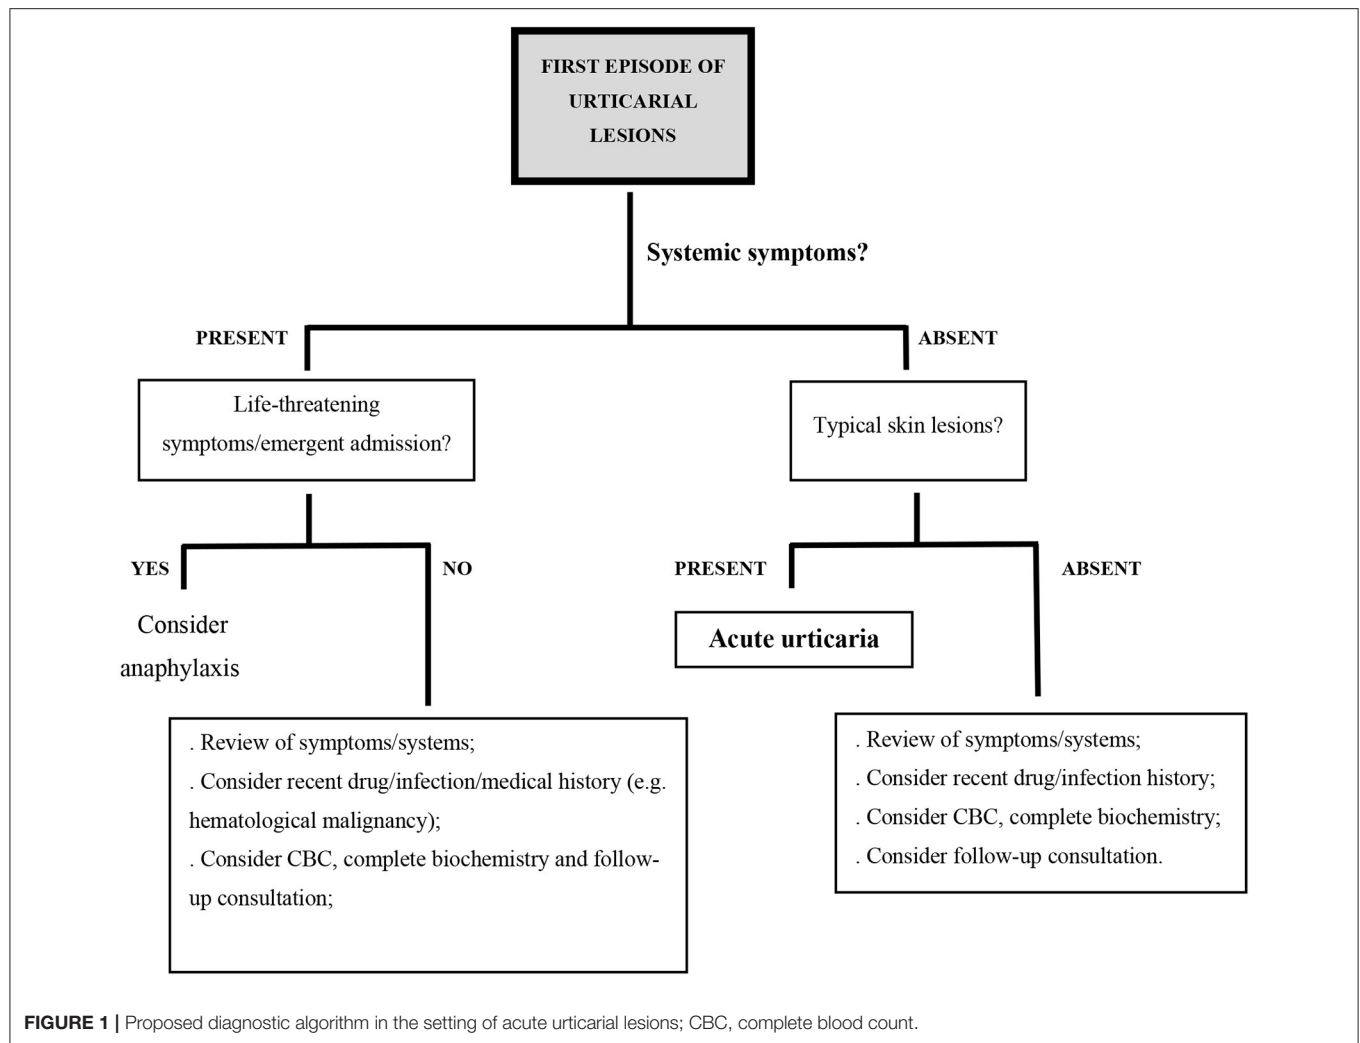 FIRST EPISODE OF
URTICARIAL
LESIONS
Systemic symptoms?
PRESENT
ABSENT
Life-threatening
symptoms/emergent admission?
Typical skin lesions?
YES
NO
PRESENT
ABSENT
Consider
anaphylaxis
Acute urticaria
. Review of symptoms/systems;
. Consider recent drug/infection/medical history (e.g.
hematological malignancy);
. Consider CBC, complete biochemistry and follow-
up consultation;
. Review of symptoms/systems;
. Consider recent drug/infection history;
. Consider CBC, complete biochemistry;
. Consider follow-up consultation.
FIGURE 1 | Proposed diagnostic algorithm in the setting of acute urticarial lesions; CBC, complete blood count.